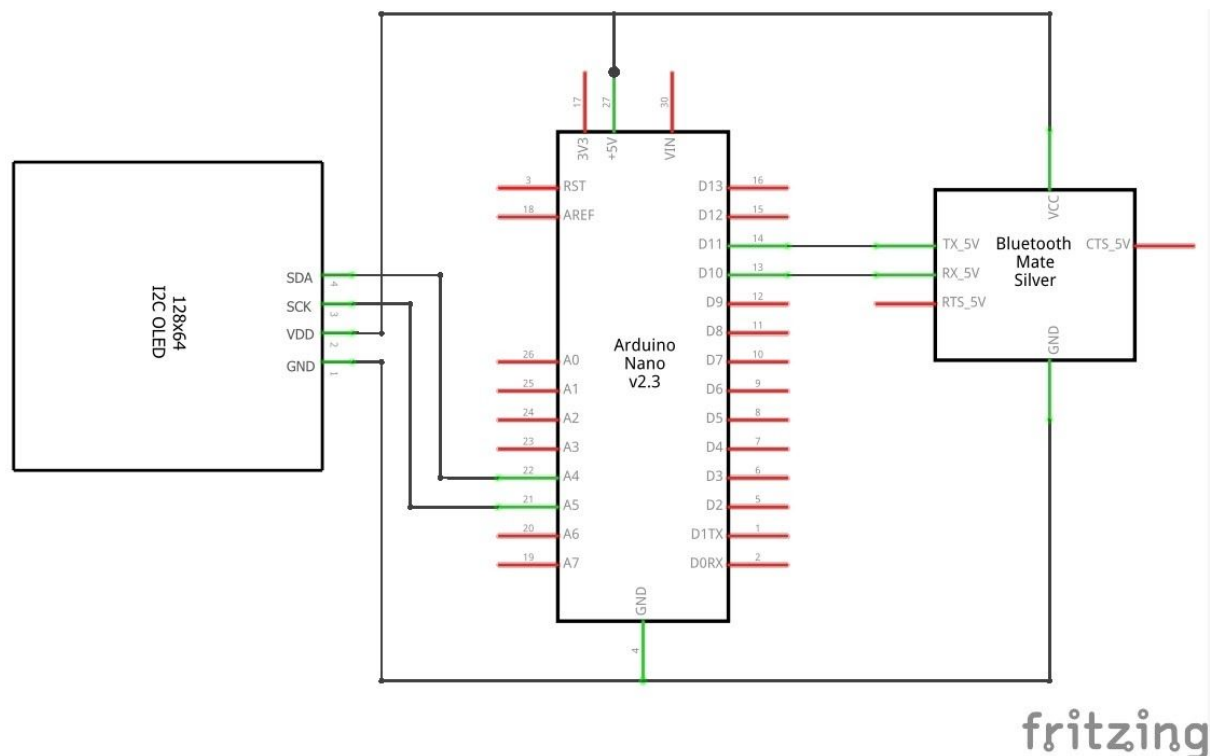 17
27
30
3V3
+5V
VIN
3
RST
18
AREF
D13
16
D12
15
D11
14
D10
13
D9
12
D8
11
D7
10
D6
9
D5
8
D4
7
D3
6
D2
5
D1TX
1
D0RX
2
26
A0
25
A1
24
A2
23
A3
22
A4
21
A5
20
A6
19
A7
Arduino
Nano
v2.3
GND
4
128x64
I2C OLED
SDA
4
SCK
3
VDD
2
GND
1
VCC
TX_5V
RX_5V
RTS_5V
Bluetooth
Mate
Silver
CTS_5V
GND
fritzing